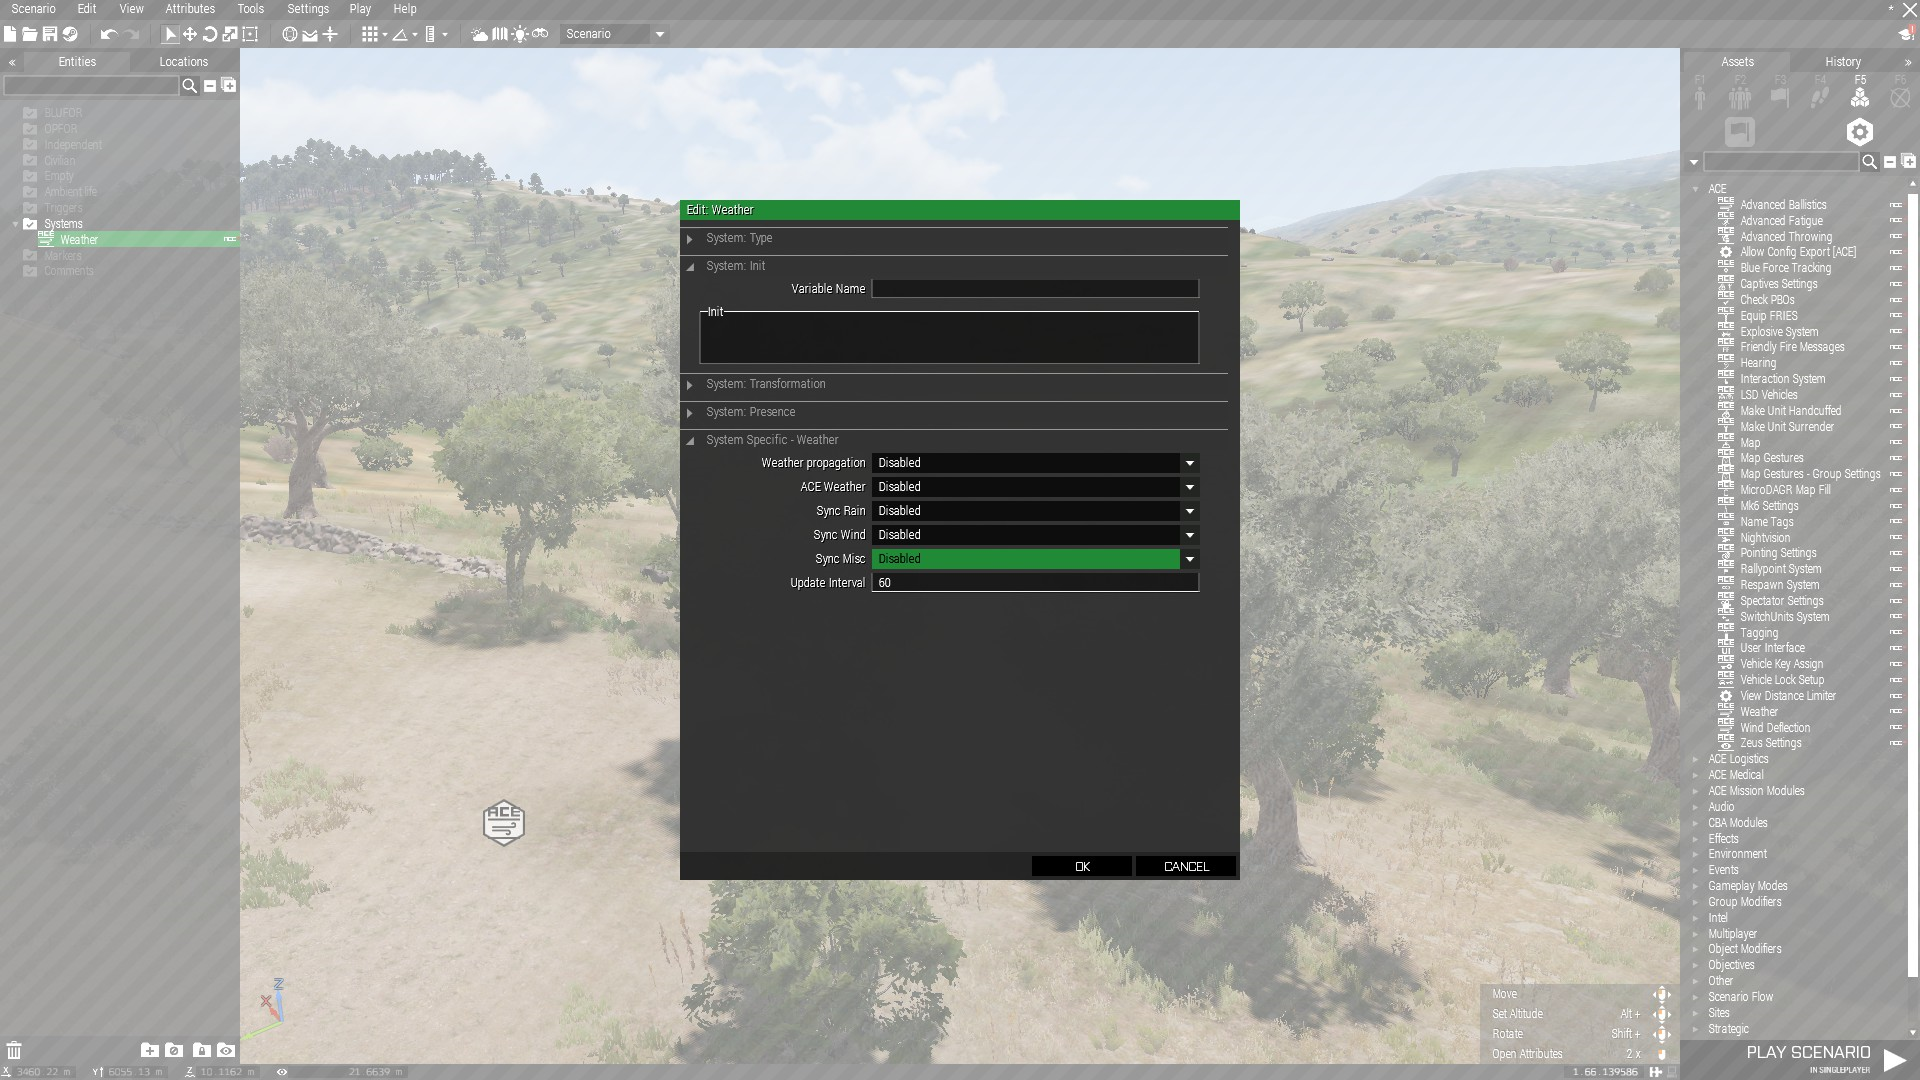 Scenario Edit View Attributes Tools Settings Play Help
Scenario
Entities Locations
BLUFOR
OPFOR
Independent
Civilian
Empty
Ambient life
Triggers
Systems
Weather
Markers
Comments
Edit: Weather
System: Type
System: Init
Variable Name
Init
System: Transformation
System: Presence
System Specific - Weather
Weather propagation Disabled
ACE Weather Disabled
Sync Rain Disabled
Sync Wind Disabled
Sync Misc Disabled
Update Interval 60
OK CANCEL
ACE
Z
X
Assets History
F1 F2 F3 F4 F5 F6
ACE
Advanced Ballistics
Advanced Fatigue
Advanced Throwing
Allow Config Export [ACE]
Blue Force Tracking
Captives Settings
Check PBOs
Equip FRIES
Explosive System
Friendly Fire Messages
Hearing
Interaction System
LSD Vehicles
Make Unit Handcuffed
Make Unit Surrender
Map
Map Gestures
Map Gestures - Group Settings
MicroDAGR Map Fill
Mk6 Settings
Name Tags
Nightvision
Pointing Settings
Rallypoint System
Respawn System
Spectator Settings
SwitchUnits System
Tagging
User Interface
Vehicle Key Assign
Vehicle Lock Setup
View Distance Limiter
Weather
Wind Deflection
Zeus Settings
ACE Logistics
ACE Medical
ACE Mission Modules
Audio
CBA Modules
Effects
Environment
Events
Gameplay Modes
Group Modifiers
Intel
Multiplayer
Object Modifiers
Objectives
Other
Scenario Flow
Sites
Strategic
Move
Set Altitude Alt +
Rotate Shift +
Open Attributes 2 x
PLAY SCENARIO
IN SINGLEPLAYER
X 3460.22 m Y 6055.13 m Z 10.1162 m 21.6639 m 1.66.139586